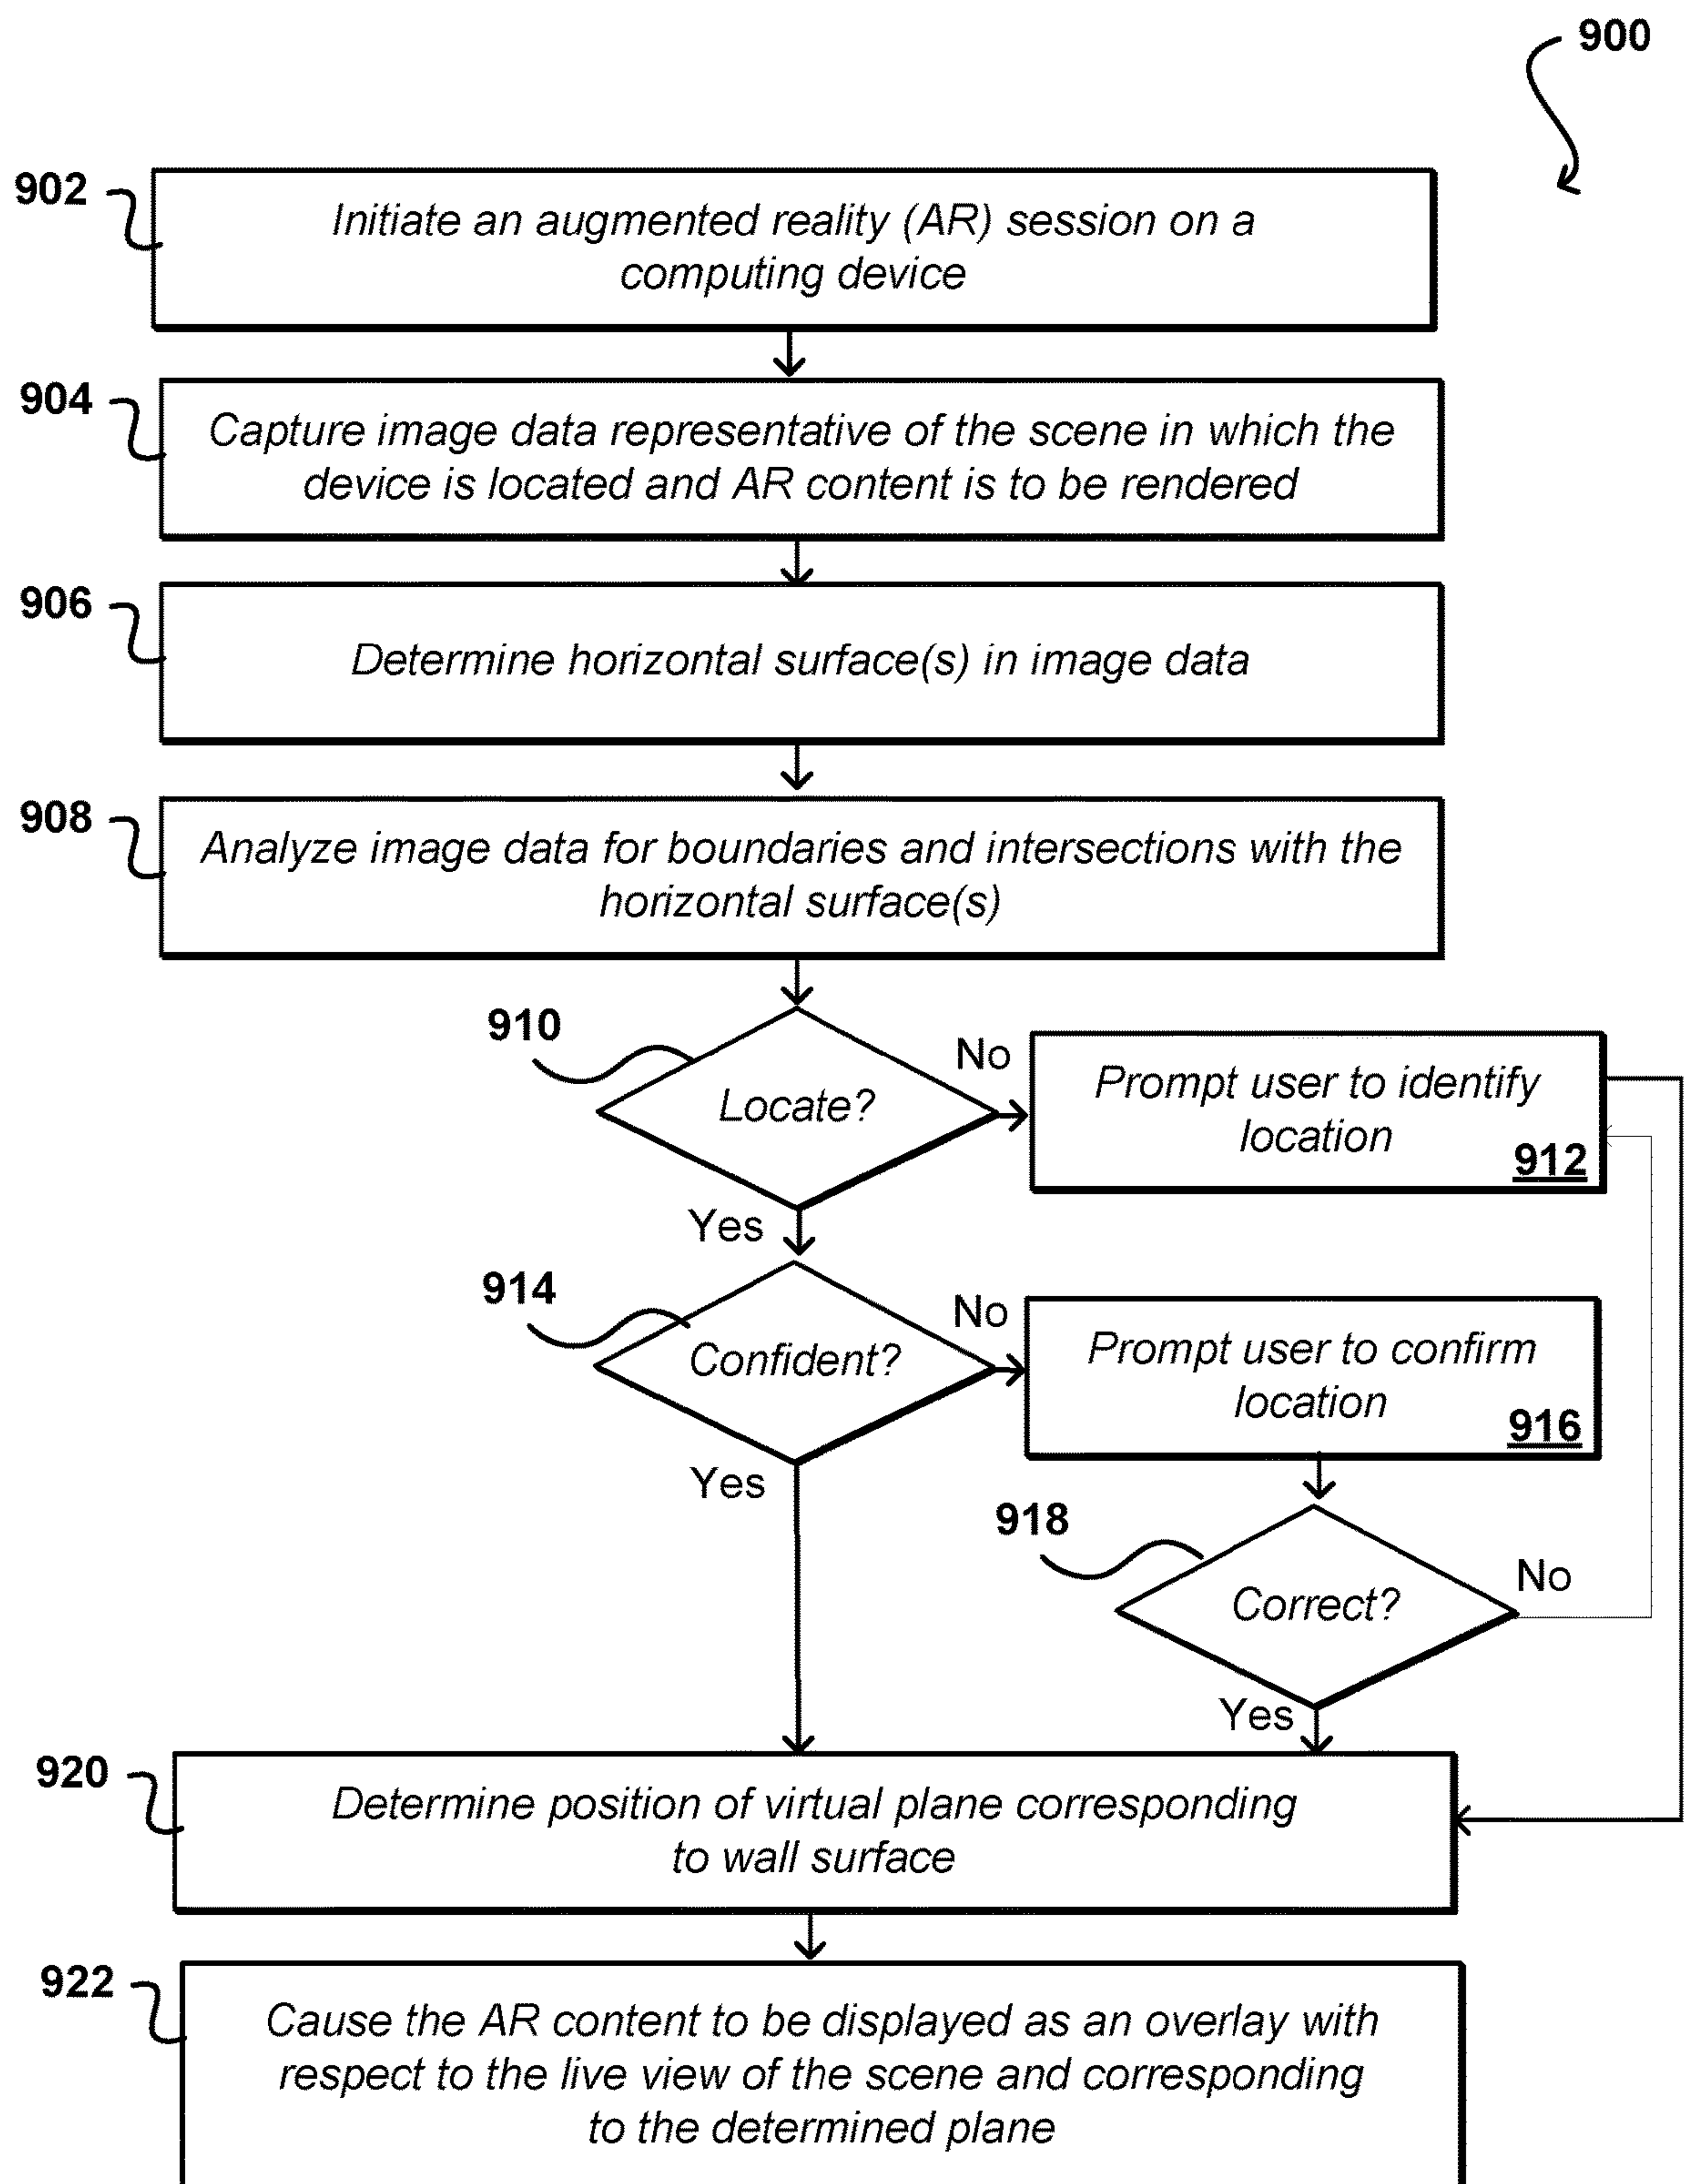 900
902
Initiate an augmented reality (AR) session on a
computing device
904
Capture image data representative of the scene in which the
device is located and AR content is to be rendered
906
Determine horizontal surface(s) in image data
908
Analyze image data for boundaries and intersections with the
horizontal surface(s)
910
Locate?
No
Prompt user to identify
location
912
Yes
914
Confident?
No
Prompt user to confirm
location
916
Yes
918
Correct?
No
Yes
920
Determine position of virtual plane corresponding
to wall surface
922
Cause the AR content to be displayed as an overlay with
respect to the live view of the scene and corresponding
to the determined plane